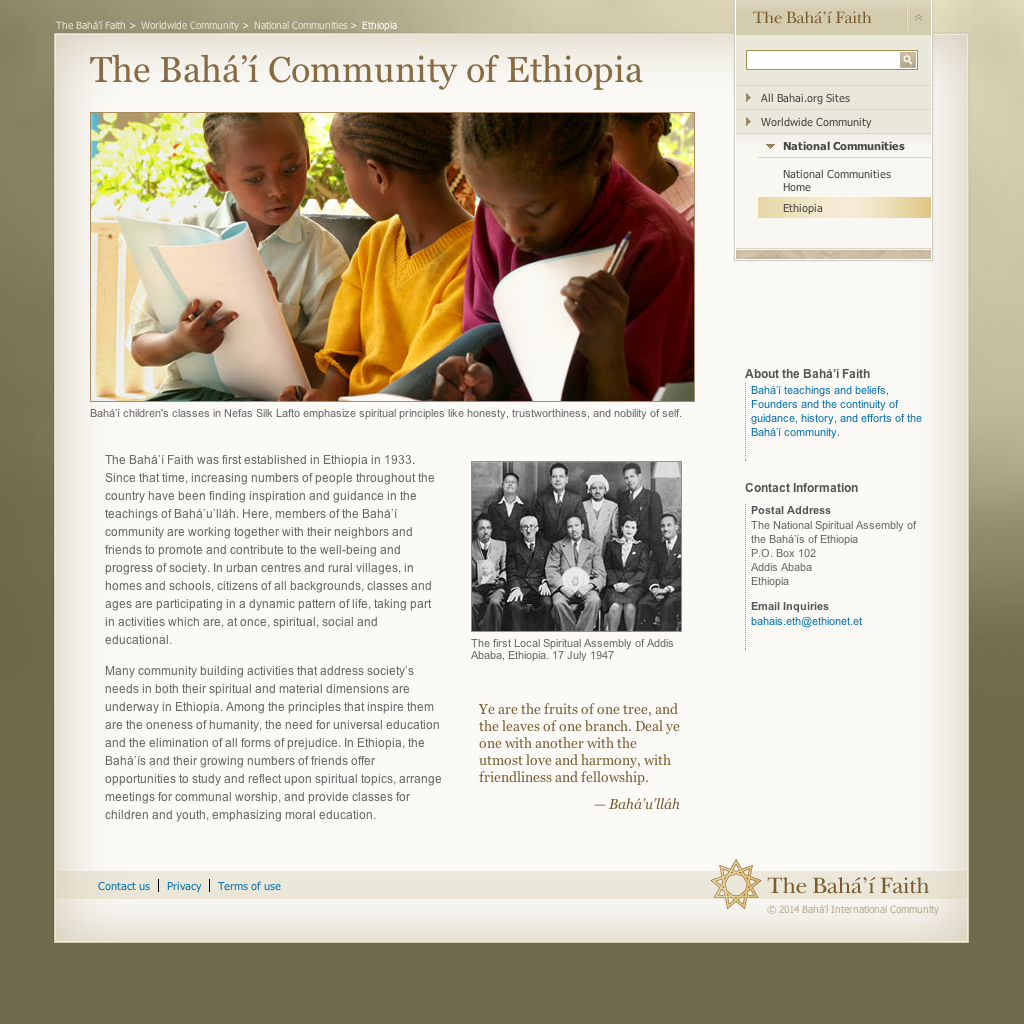 The Bahá’í Faith > Worldwide Community > National Communities > Ethiopia
The Bahá’í Faith
All Bahai.org Sites
Worldwide Community
National Communities
National Communities
Home
Ethiopia
The Bahá’í Community of Ethiopia
Bahá’í children's classes in Nefas Silk Lafto emphasize spiritual principles like honesty, trustworthiness, and nobility of self.
The Bahá’í Faith was first established in Ethiopia in 1933.
Since that time, increasing numbers of people throughout the
country have been finding inspiration and guidance in the
teachings of Bahá’u’lláh. Here, members of the Bahá’í
community are working together with their neighbors and
friends to promote and contribute to the well-being and
progress of society. In urban centres and rural villages, in
homes and schools, citizens of all backgrounds, classes and
ages are participating in a dynamic pattern of life, taking part
in activities which are, at once, spiritual, social and
educational.
Many community building activities that address society’s
needs in both their spiritual and material dimensions are
underway in Ethiopia. Among the principles that inspire them
are the oneness of humanity, the need for universal education
and the elimination of all forms of prejudice. In Ethiopia, the
Bahá’ís and their growing numbers of friends offer
opportunities to study and reflect upon spiritual topics, arrange
meetings for communal worship, and provide classes for
children and youth, emphasizing moral education.
The first Local Spiritual Assembly of Addis
Ababa, Ethiopia. 17 July 1947
Ye are the fruits of one tree, and
the leaves of one branch. Deal ye
one with another with the
utmost love and harmony, with
friendliness and fellowship.
— Bahá’u’lláh
About the Bahá’í Faith
Bahá’í teachings and beliefs,
Founders and the continuity of
guidance, history, and efforts of the
Bahá’í community.
Contact Information
Postal Address
The National Spiritual Assembly of
the Bahá’ís of Ethiopia
P.O. Box 102
Addis Ababa
Ethiopia
Email Inquiries
bahais.eth@ethionet.et
Contact us | Privacy | Terms of use
The Bahá’í Faith
© 2014 Bahá’í International Community